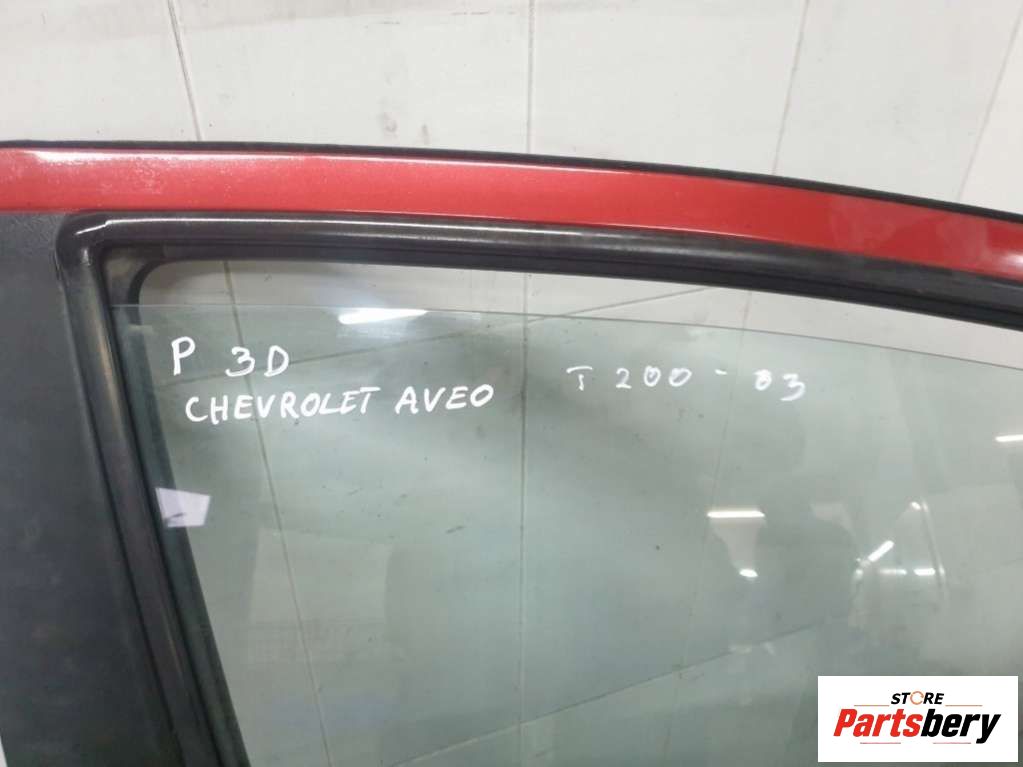 P 3D T 200 - 03
CHEVROLET AVEO
STORE
Partsbery